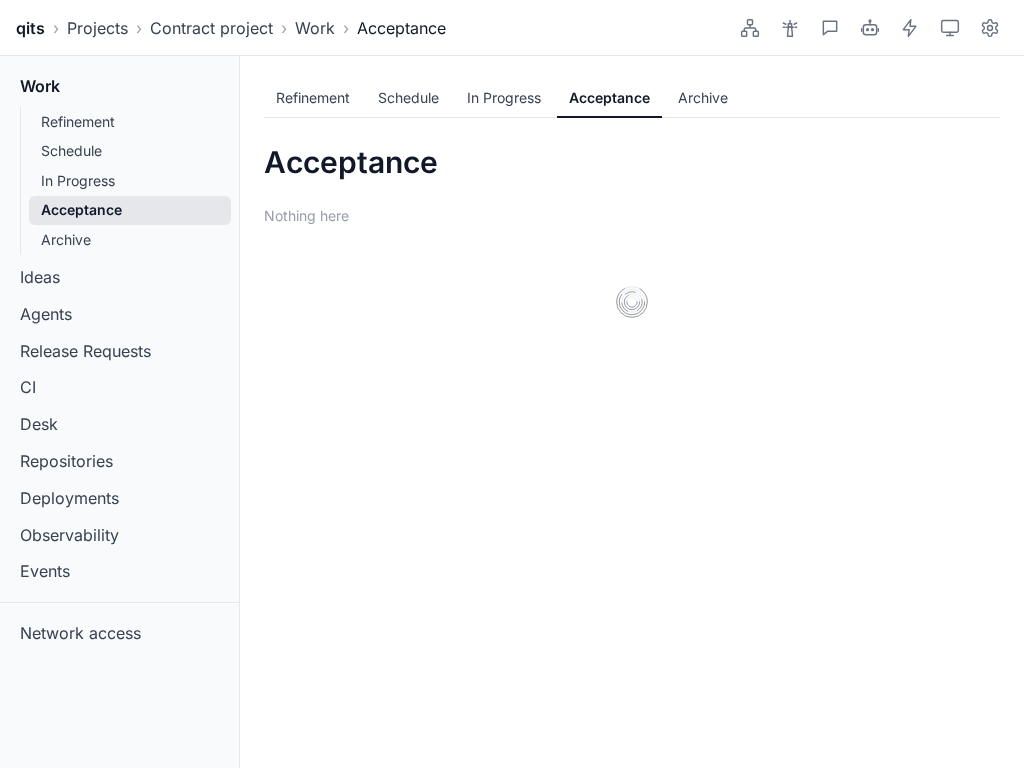 qits › Projects › Contract project › Work › Acceptance
Work
Refinement
Schedule
In Progress
Acceptance
Archive
Ideas
Agents
Release Requests
CI
Desk
Repositories
Deployments
Observability
Events
Network access
Refinement Schedule In Progress Acceptance Archive
Acceptance
Nothing here